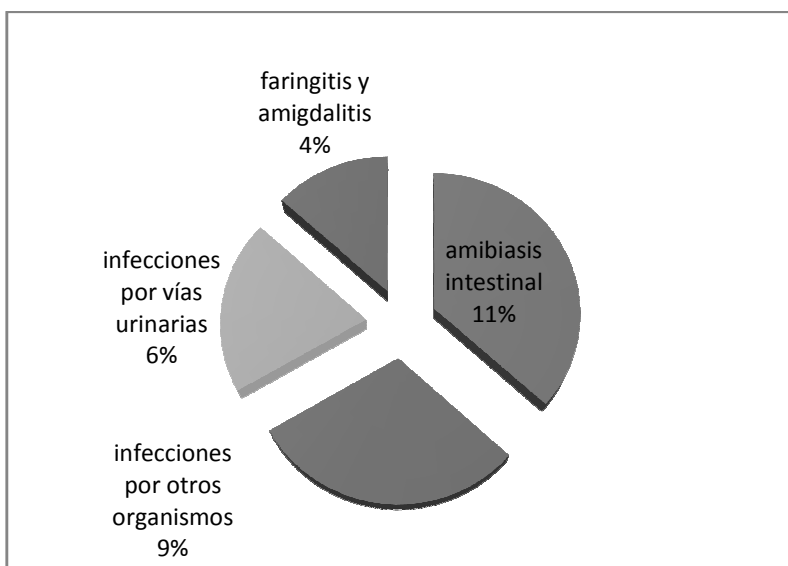 faringitis y
amigdalitis
4%
amibiasis
intestinal
11%
infecciones
por vías
urinarias
6%
infecciones
por otros
organismos
9%